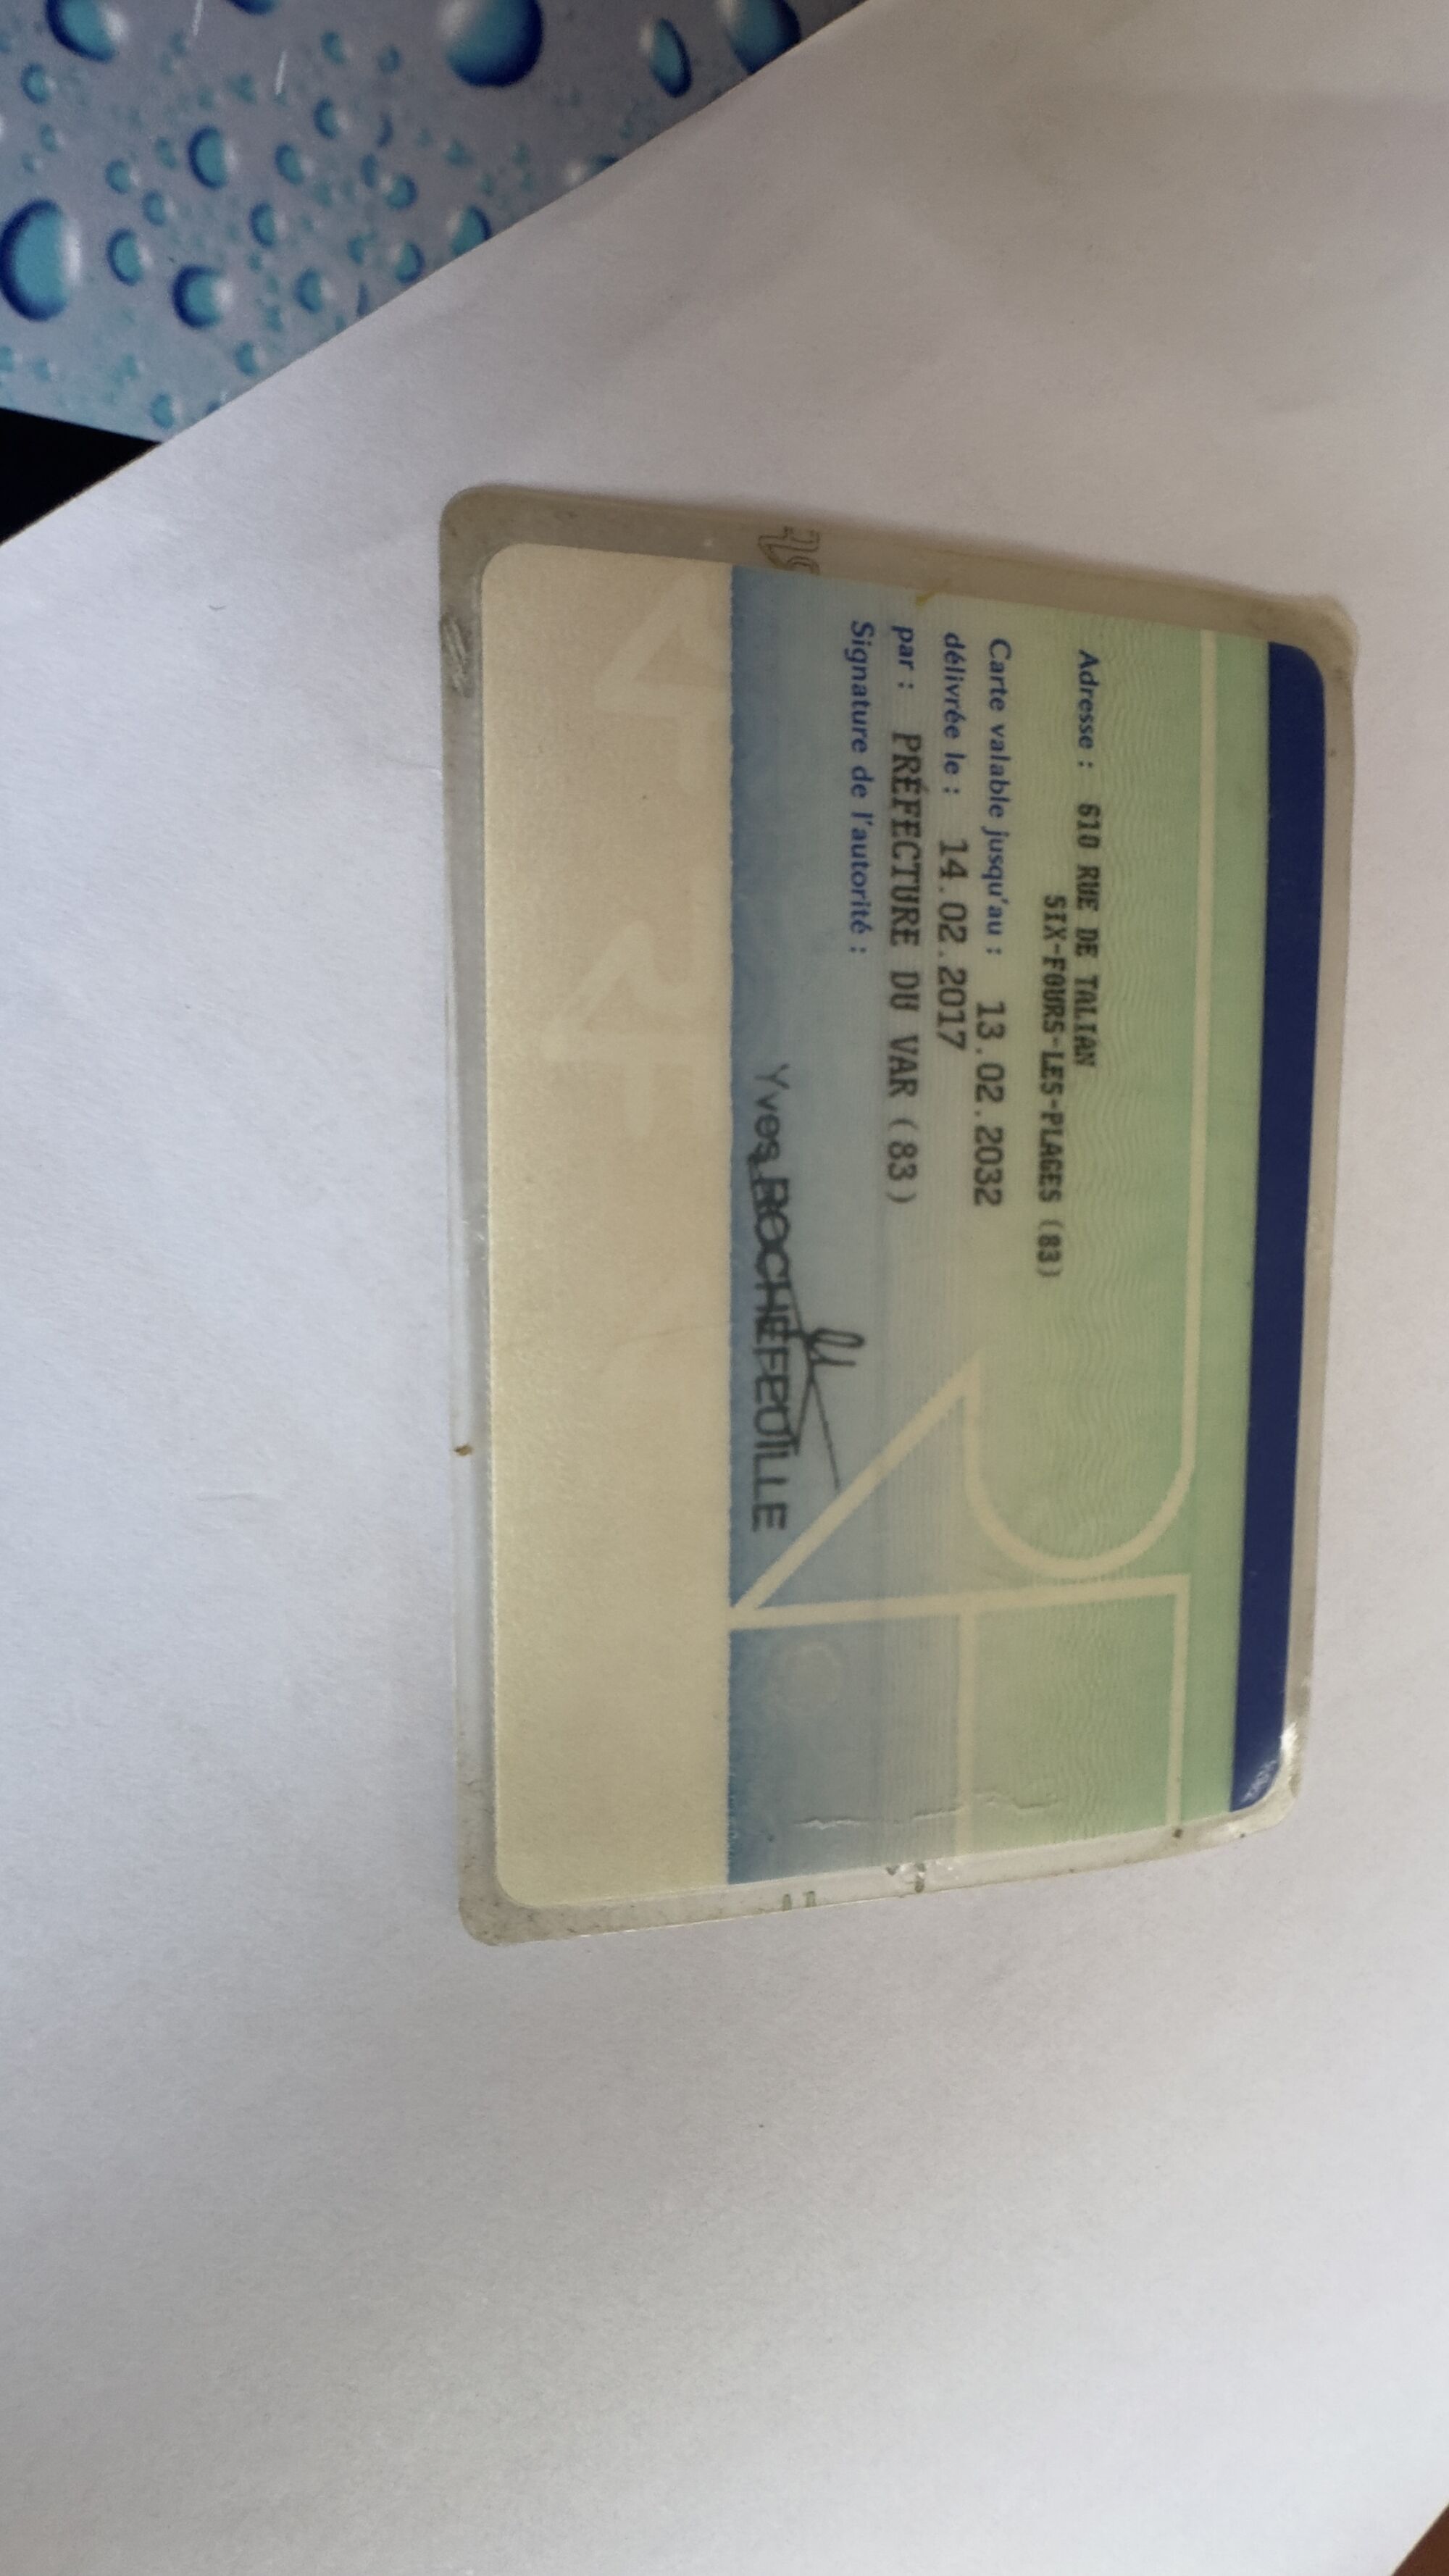 Adresse : 610 RUE DE TALIAN
SIX-FOURS-LES-PLAGES (83)
Carte valable jusqu'au : 13.02.2032
délivrée le : 14.02.2017
par : PRÉFECTURE DU VAR (83)
Signature de l'autorité :
Yves ROCHEFEUILLE